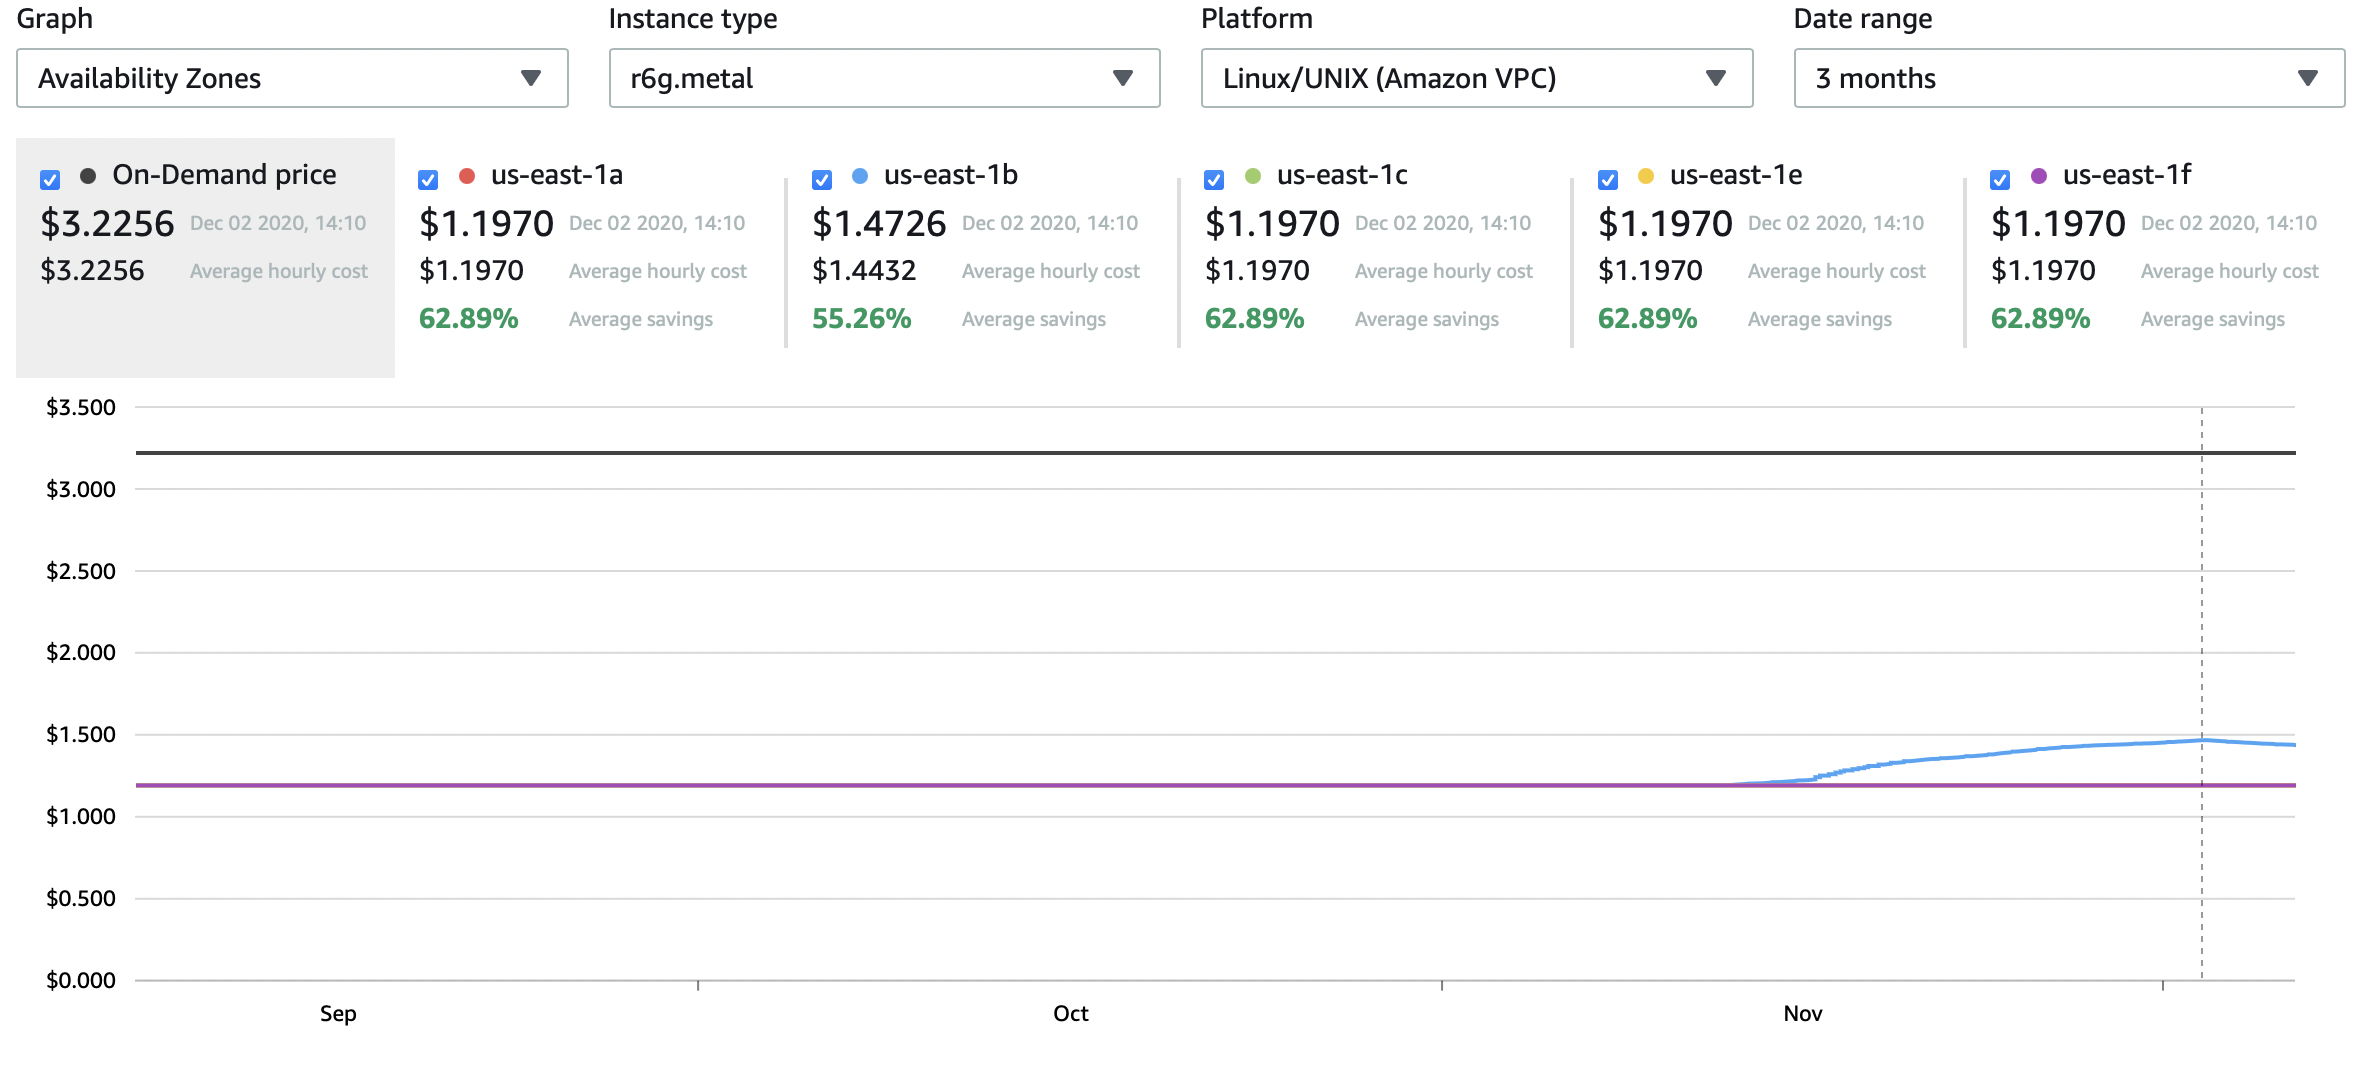 Graph
Availability Zones
Instance type
r6g.metal
Platform
Linux/UNIX (Amazon VPC)
Date range
3 months
On-Demand price
$3.2256 Dec 02 2020, 14:10
$3.2256 Average hourly cost
us-east-1a
$1.1970 Dec 02 2020, 14:10
$1.1970 Average hourly cost
62.89% Average savings
us-east-1b
$1.4726 Dec 02 2020, 14:10
$1.4432 Average hourly cost
55.26% Average savings
us-east-1c
$1.1970 Dec 02 2020, 14:10
$1.1970 Average hourly cost
62.89% Average savings
us-east-1e
$1.1970 Dec 02 2020, 14:10
$1.1970 Average hourly cost
62.89% Average savings
us-east-1f
$1.1970 Dec 02 2020, 14:10
$1.1970 Average hourly cost
62.89% Average savings
$3.500
$3.000
$2.500
$2.000
$1.500
$1.000
$0.500
$0.000
Sep Oct Nov